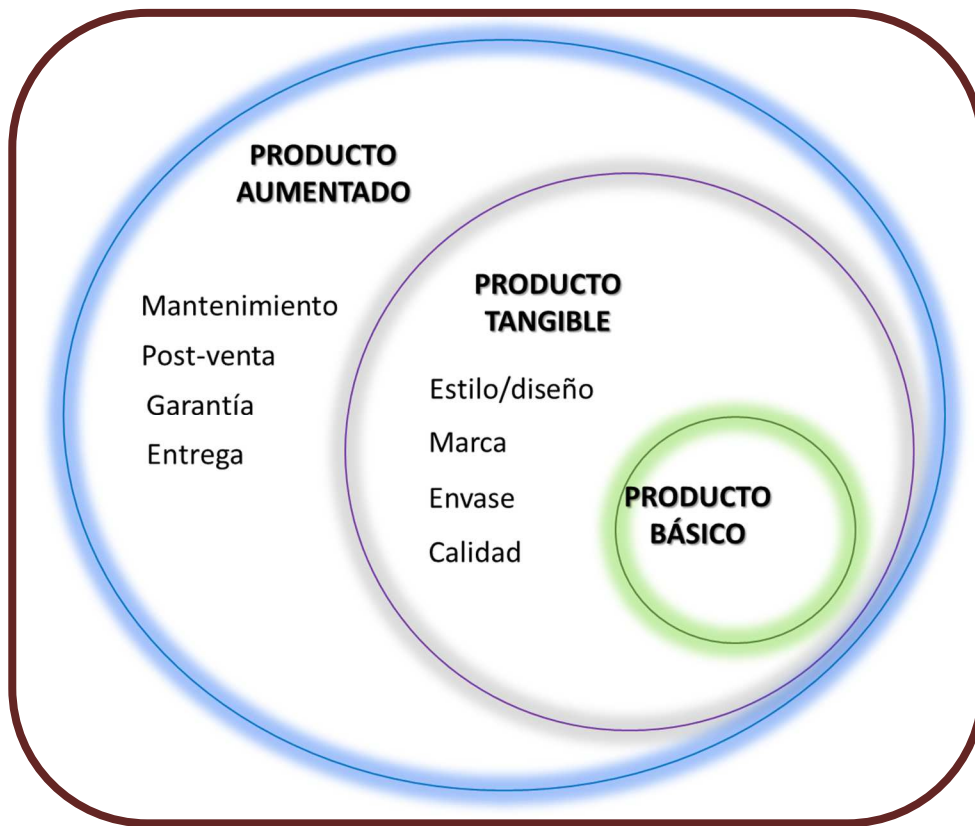 PRODUCTO
AUMENTADO
Mantenimiento
Post-venta
Garantía
Entrega
PRODUCTO
TANGIBLE
Estilo/diseño
Marca
Envase
Calidad
PRODUCTO
BÁSICO